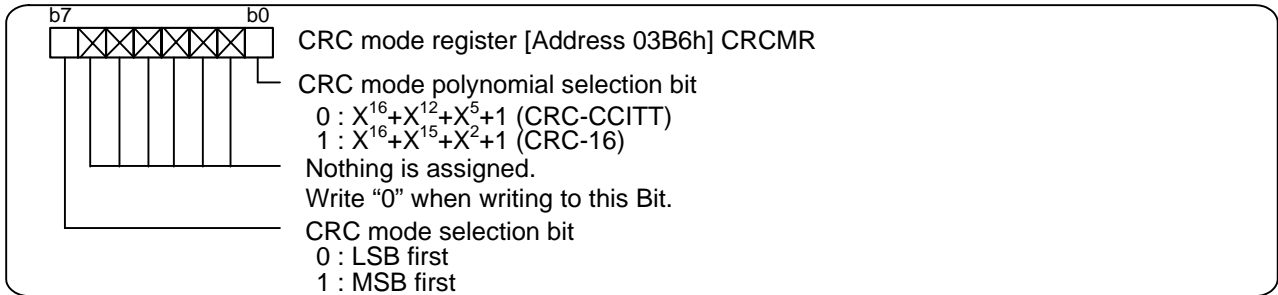 b7 b0
CRC mode register [Address 03B6h] CRCMR
CRC mode polynomial selection bit
0 : X¹⁶+X¹²+X⁵+1 (CRC-CCITT)
1 : X¹⁶+X¹⁵+X²+1 (CRC-16)
Nothing is assigned.
Write “0” when writing to this Bit.
CRC mode selection bit
0 : LSB first
1 : MSB first